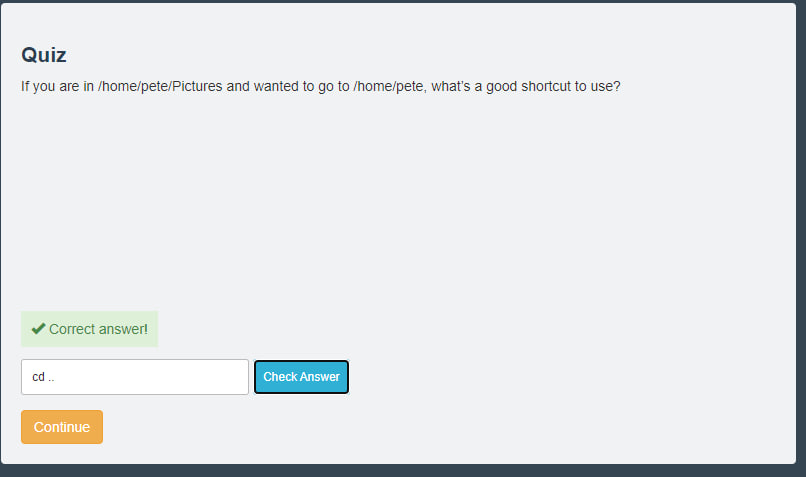 Quiz
If you are in /home/pete/Pictures and wanted to go to /home/pete, what's a good shortcut to use?
Correct answer!
cd ..
Check Answer
Continue